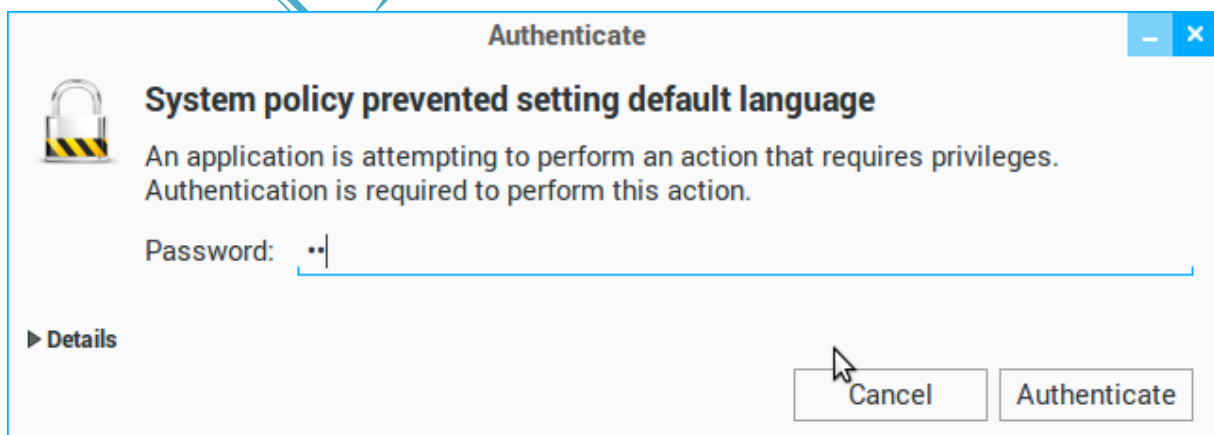 Authenticate
System policy prevented setting default language
An application is attempting to perform an action that requires privileges.
Authentication is required to perform this action.
Password: ••
Details
Cancel Authenticate